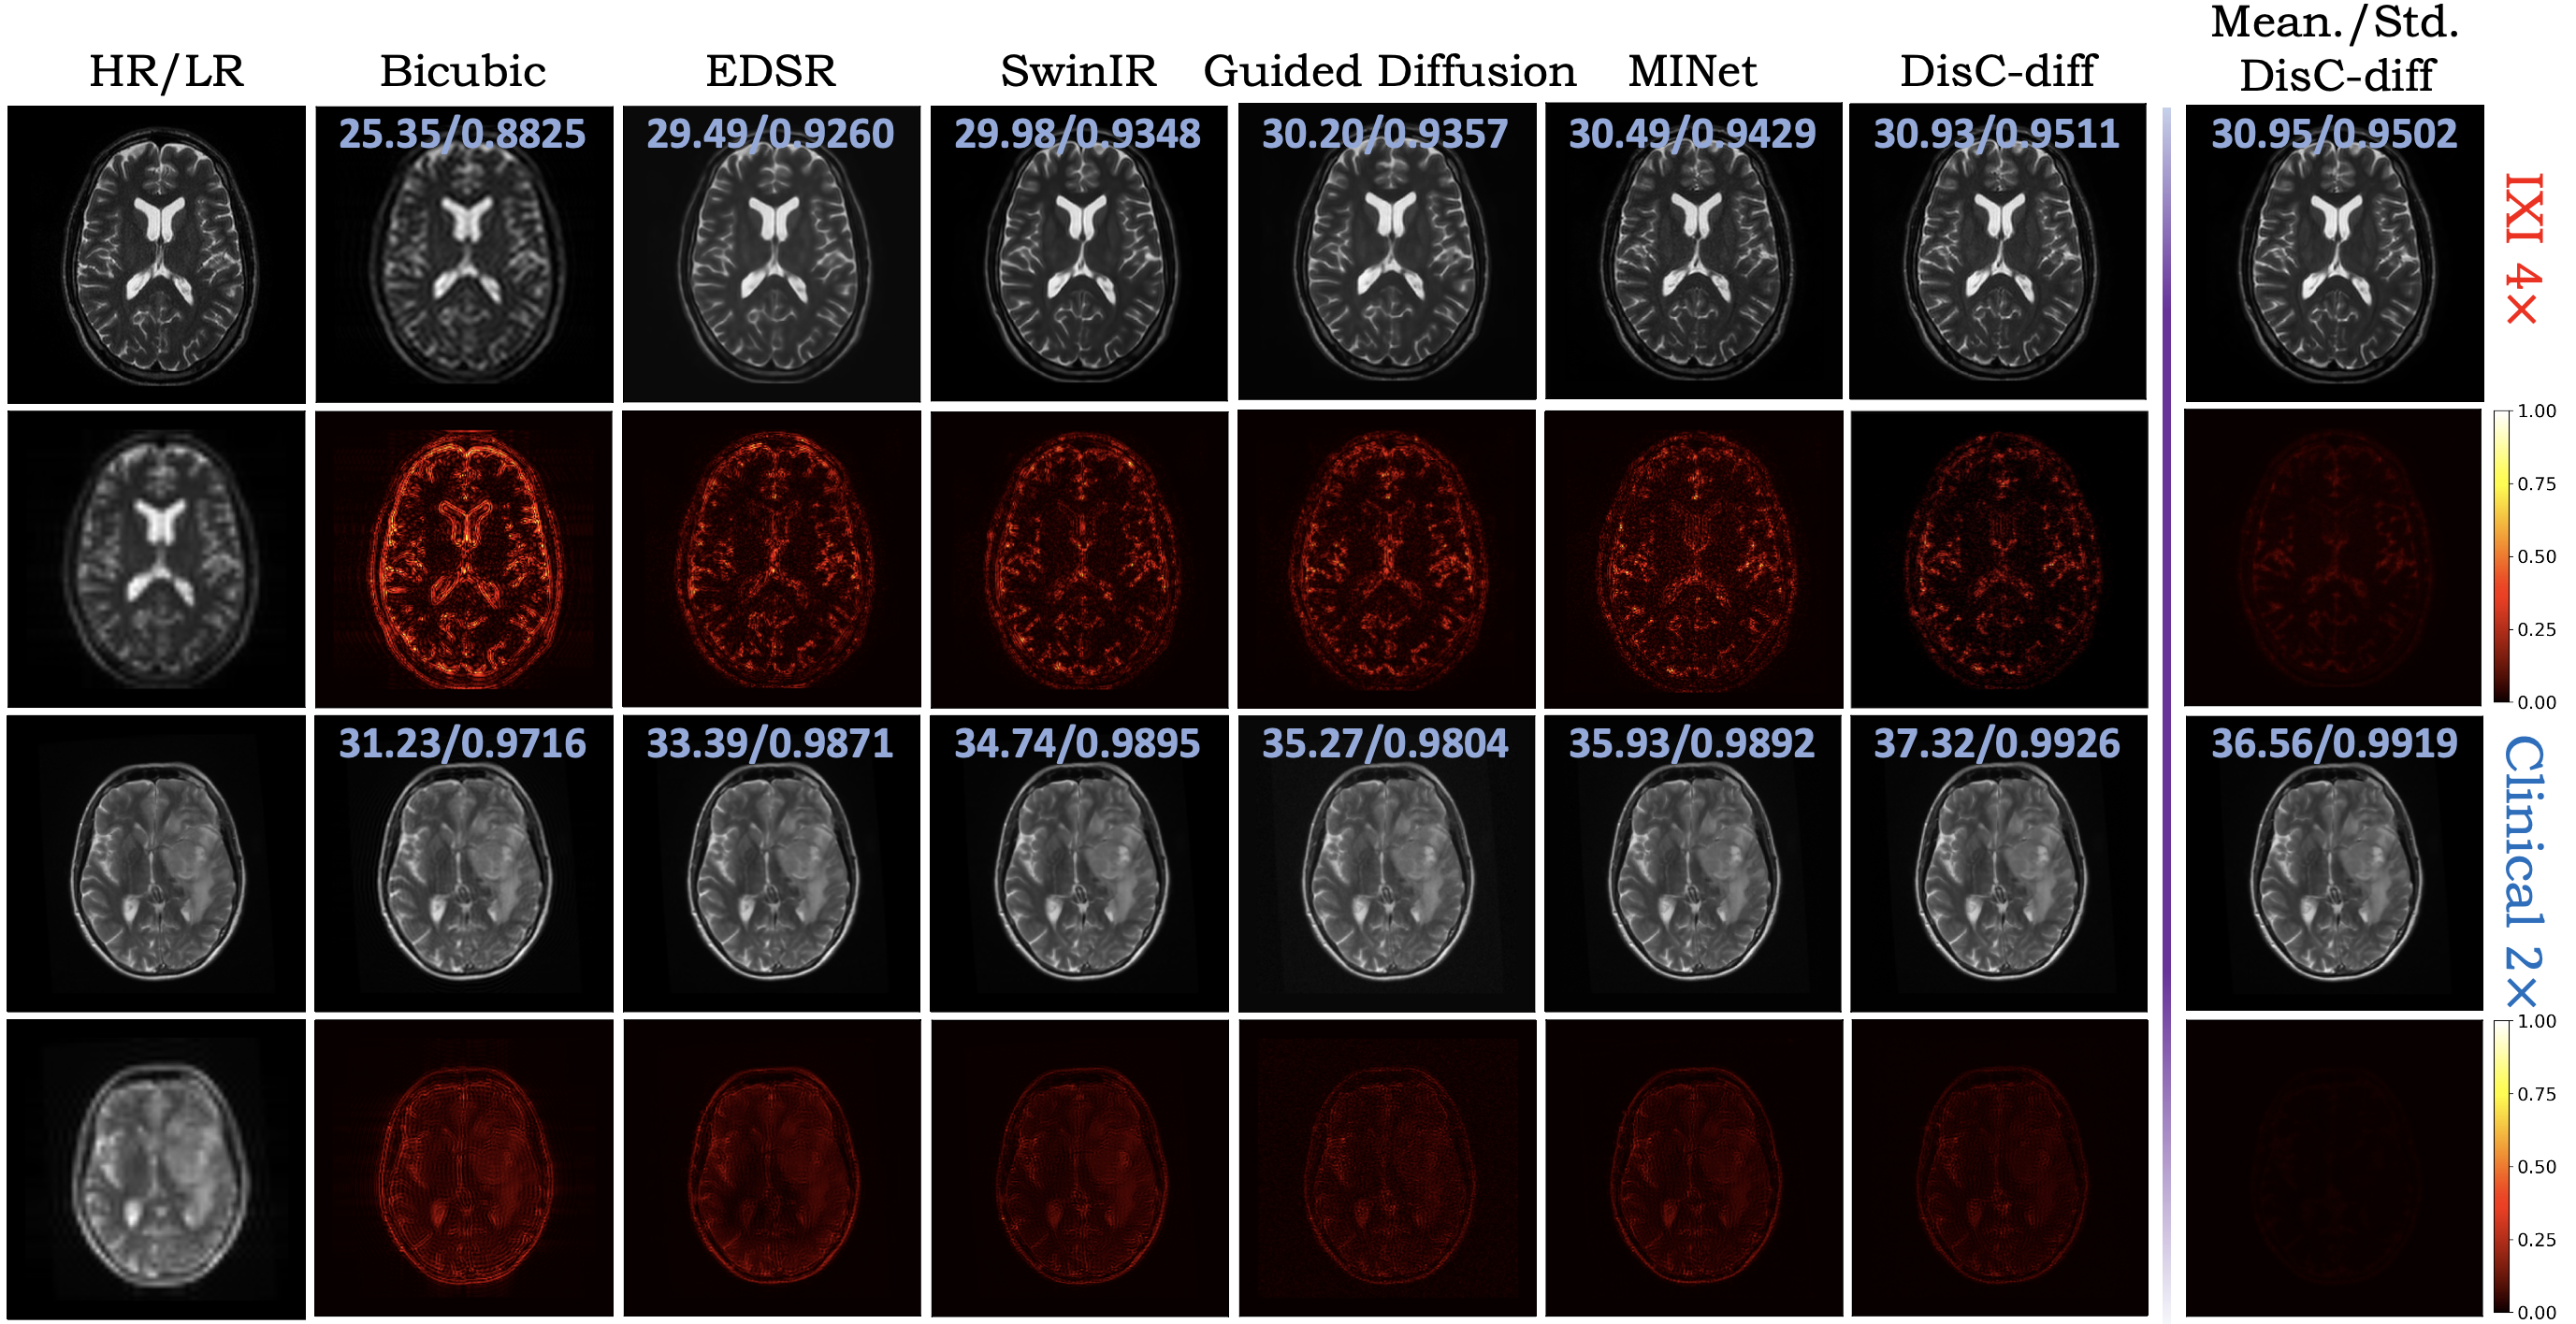 HR/LR
Bicubic
EDSR
SwinIR
Guided Diffusion
MINet
DisC-diff
Mean./Std.
DisC-diff
25.35/0.8825
29.49/0.9260
29.98/0.9348
30.20/0.9357
30.49/0.9429
30.93/0.9511
30.95/0.9502
IXI 4×
1.00
0.75
0.50
0.25
0.00
31.23/0.9716
33.39/0.9871
34.74/0.9895
35.27/0.9804
35.93/0.9892
37.32/0.9926
36.56/0.9919
Clinical 2×
1.00
0.75
0.50
0.25
0.00